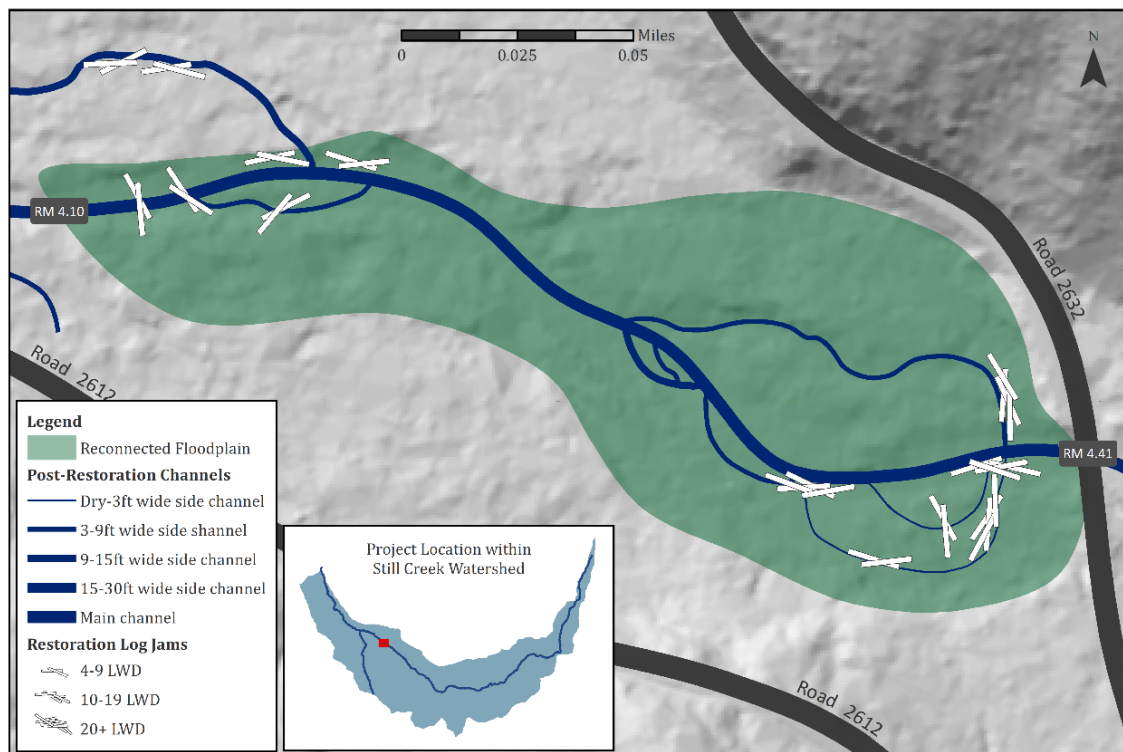 Miles
0
0.025
0.05
N
RM 4.10
Road 2632
RM 4.41
Road 2612
Legend
Reconnected Floodplain
Post-Restoration Channels
Dry-3ft wide side channel
3-9ft wide side shannel
9-15ft wide side channel
15-30ft wide side channel
Main channel
Restoration Log Jams
4-9 LWD
10-19 LWD
20+ LWD
Project Location within
Still Creek Watershed
Road 2612